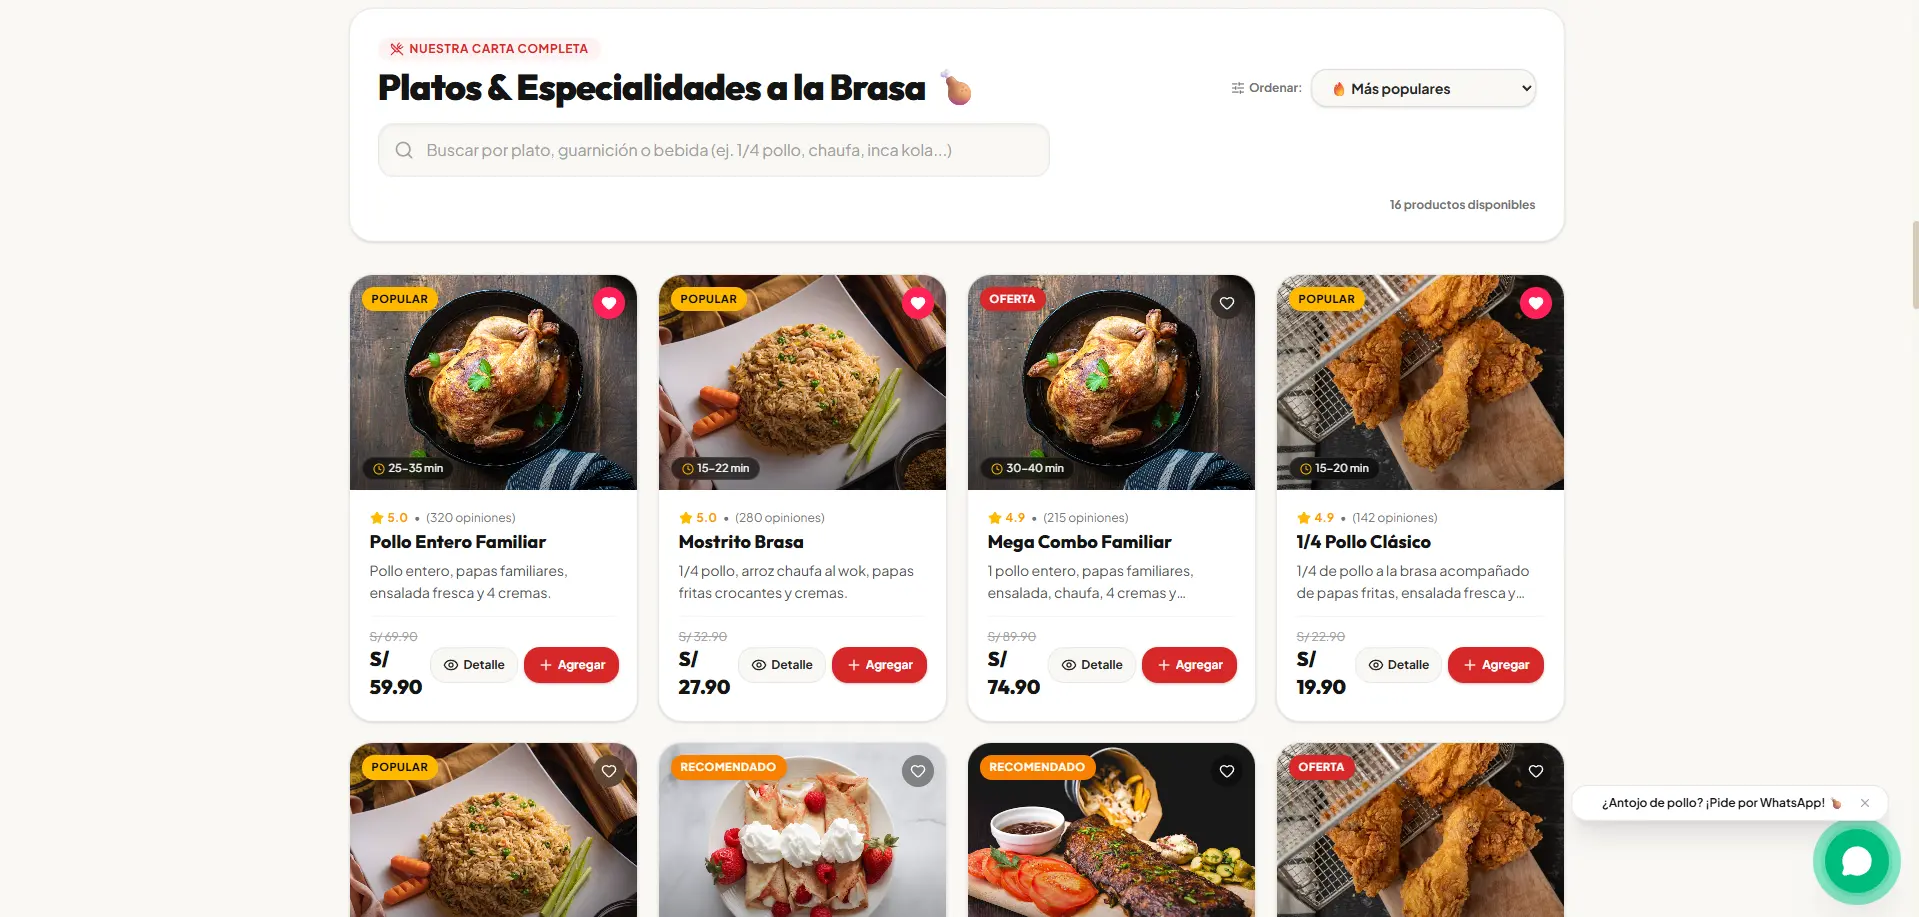 NUESTRA CARTA COMPLETA
Platos & Especialidades a la Brasa 🍗
Ordenar: 🔥 Más populares
Buscar por plato, guarnición o bebida (ej. 1/4 pollo, chaufa, inca kola...)
16 productos disponibles
POPULAR
25–35 min
5.0 • (320 opiniones)
Pollo Entero Familiar
Pollo entero, papas familiares,
ensalada fresca y 4 cremas.
S/ 69.90
S/
59.90
Detalle
+ Agregar
POPULAR
15–22 min
5.0 • (280 opiniones)
Mostrito Brasa
1/4 pollo, arroz chaufa al wok, papas
fritas crocantes y cremas.
S/ 32.90
S/
27.90
Detalle
+ Agregar
OFERTA
30–40 min
4.9 • (215 opiniones)
Mega Combo Familiar
1 pollo entero, papas familiares,
ensalada, chaufa, 4 cremas y...
S/ 89.90
S/
74.90
Detalle
+ Agregar
POPULAR
15–20 min
4.9 • (142 opiniones)
1/4 Pollo Clásico
1/4 de pollo a la brasa acompañado
de papas fritas, ensalada fresca y...
S/ 22.90
S/
19.90
Detalle
+ Agregar
POPULAR
RECOMENDADO
RECOMENDADO
OFERTA
¿Antojo de pollo? ¡Pide por WhatsApp! 🍗